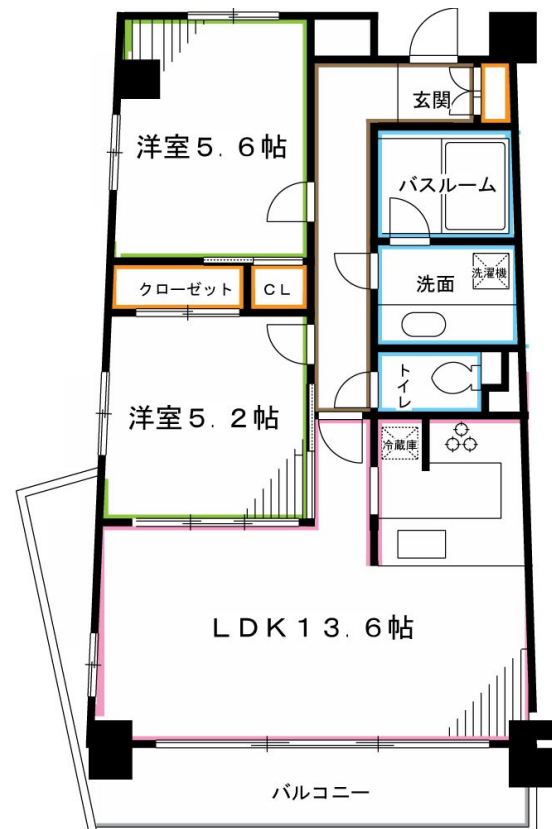 玄関
洋室5.6帖
バスルーム
洗面
洗濯機
クローゼット
CL
トイレ
洋室5.2帖
冷蔵庫
LDK13.6帖
バルコニー